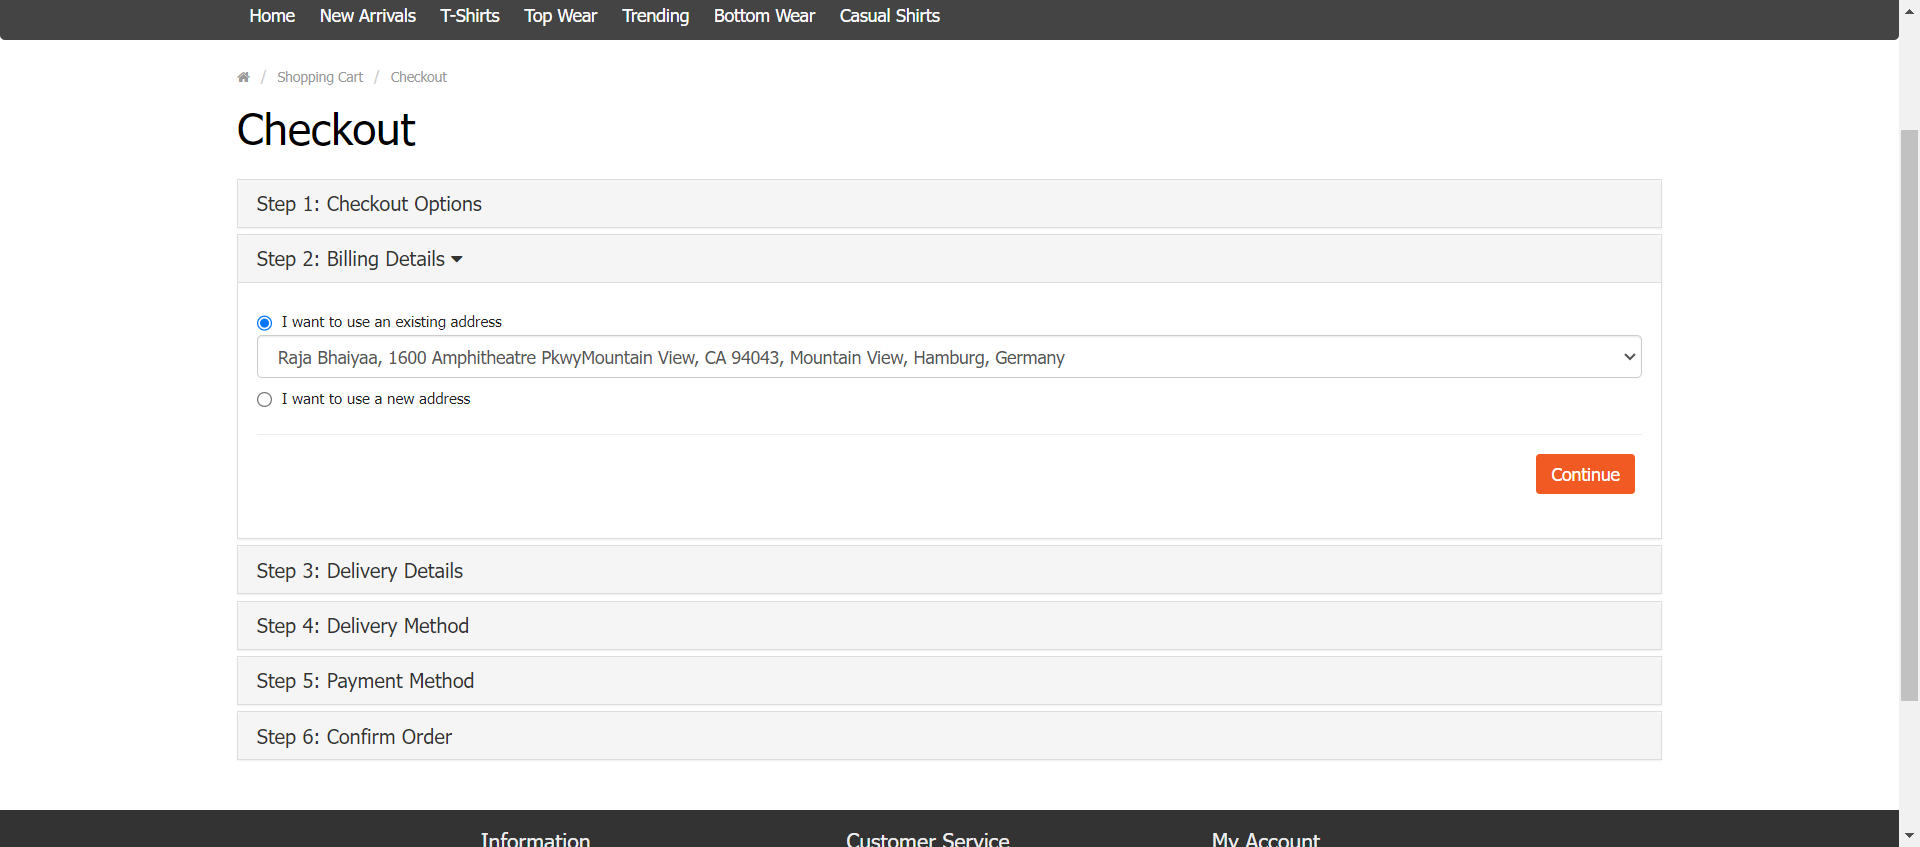 Home New Arrivals T-Shirts Top Wear Trending Bottom Wear Casual Shirts
/ Shopping Cart / Checkout
Checkout
Step 1: Checkout Options
Step 2: Billing Details
I want to use an existing address
Raja Bhaiyaa, 1600 Amphitheatre PkwyMountain View, CA 94043, Mountain View, Hamburg, Germany
I want to use a new address
Continue
Step 3: Delivery Details
Step 4: Delivery Method
Step 5: Payment Method
Step 6: Confirm Order
Information Customer Service My Account